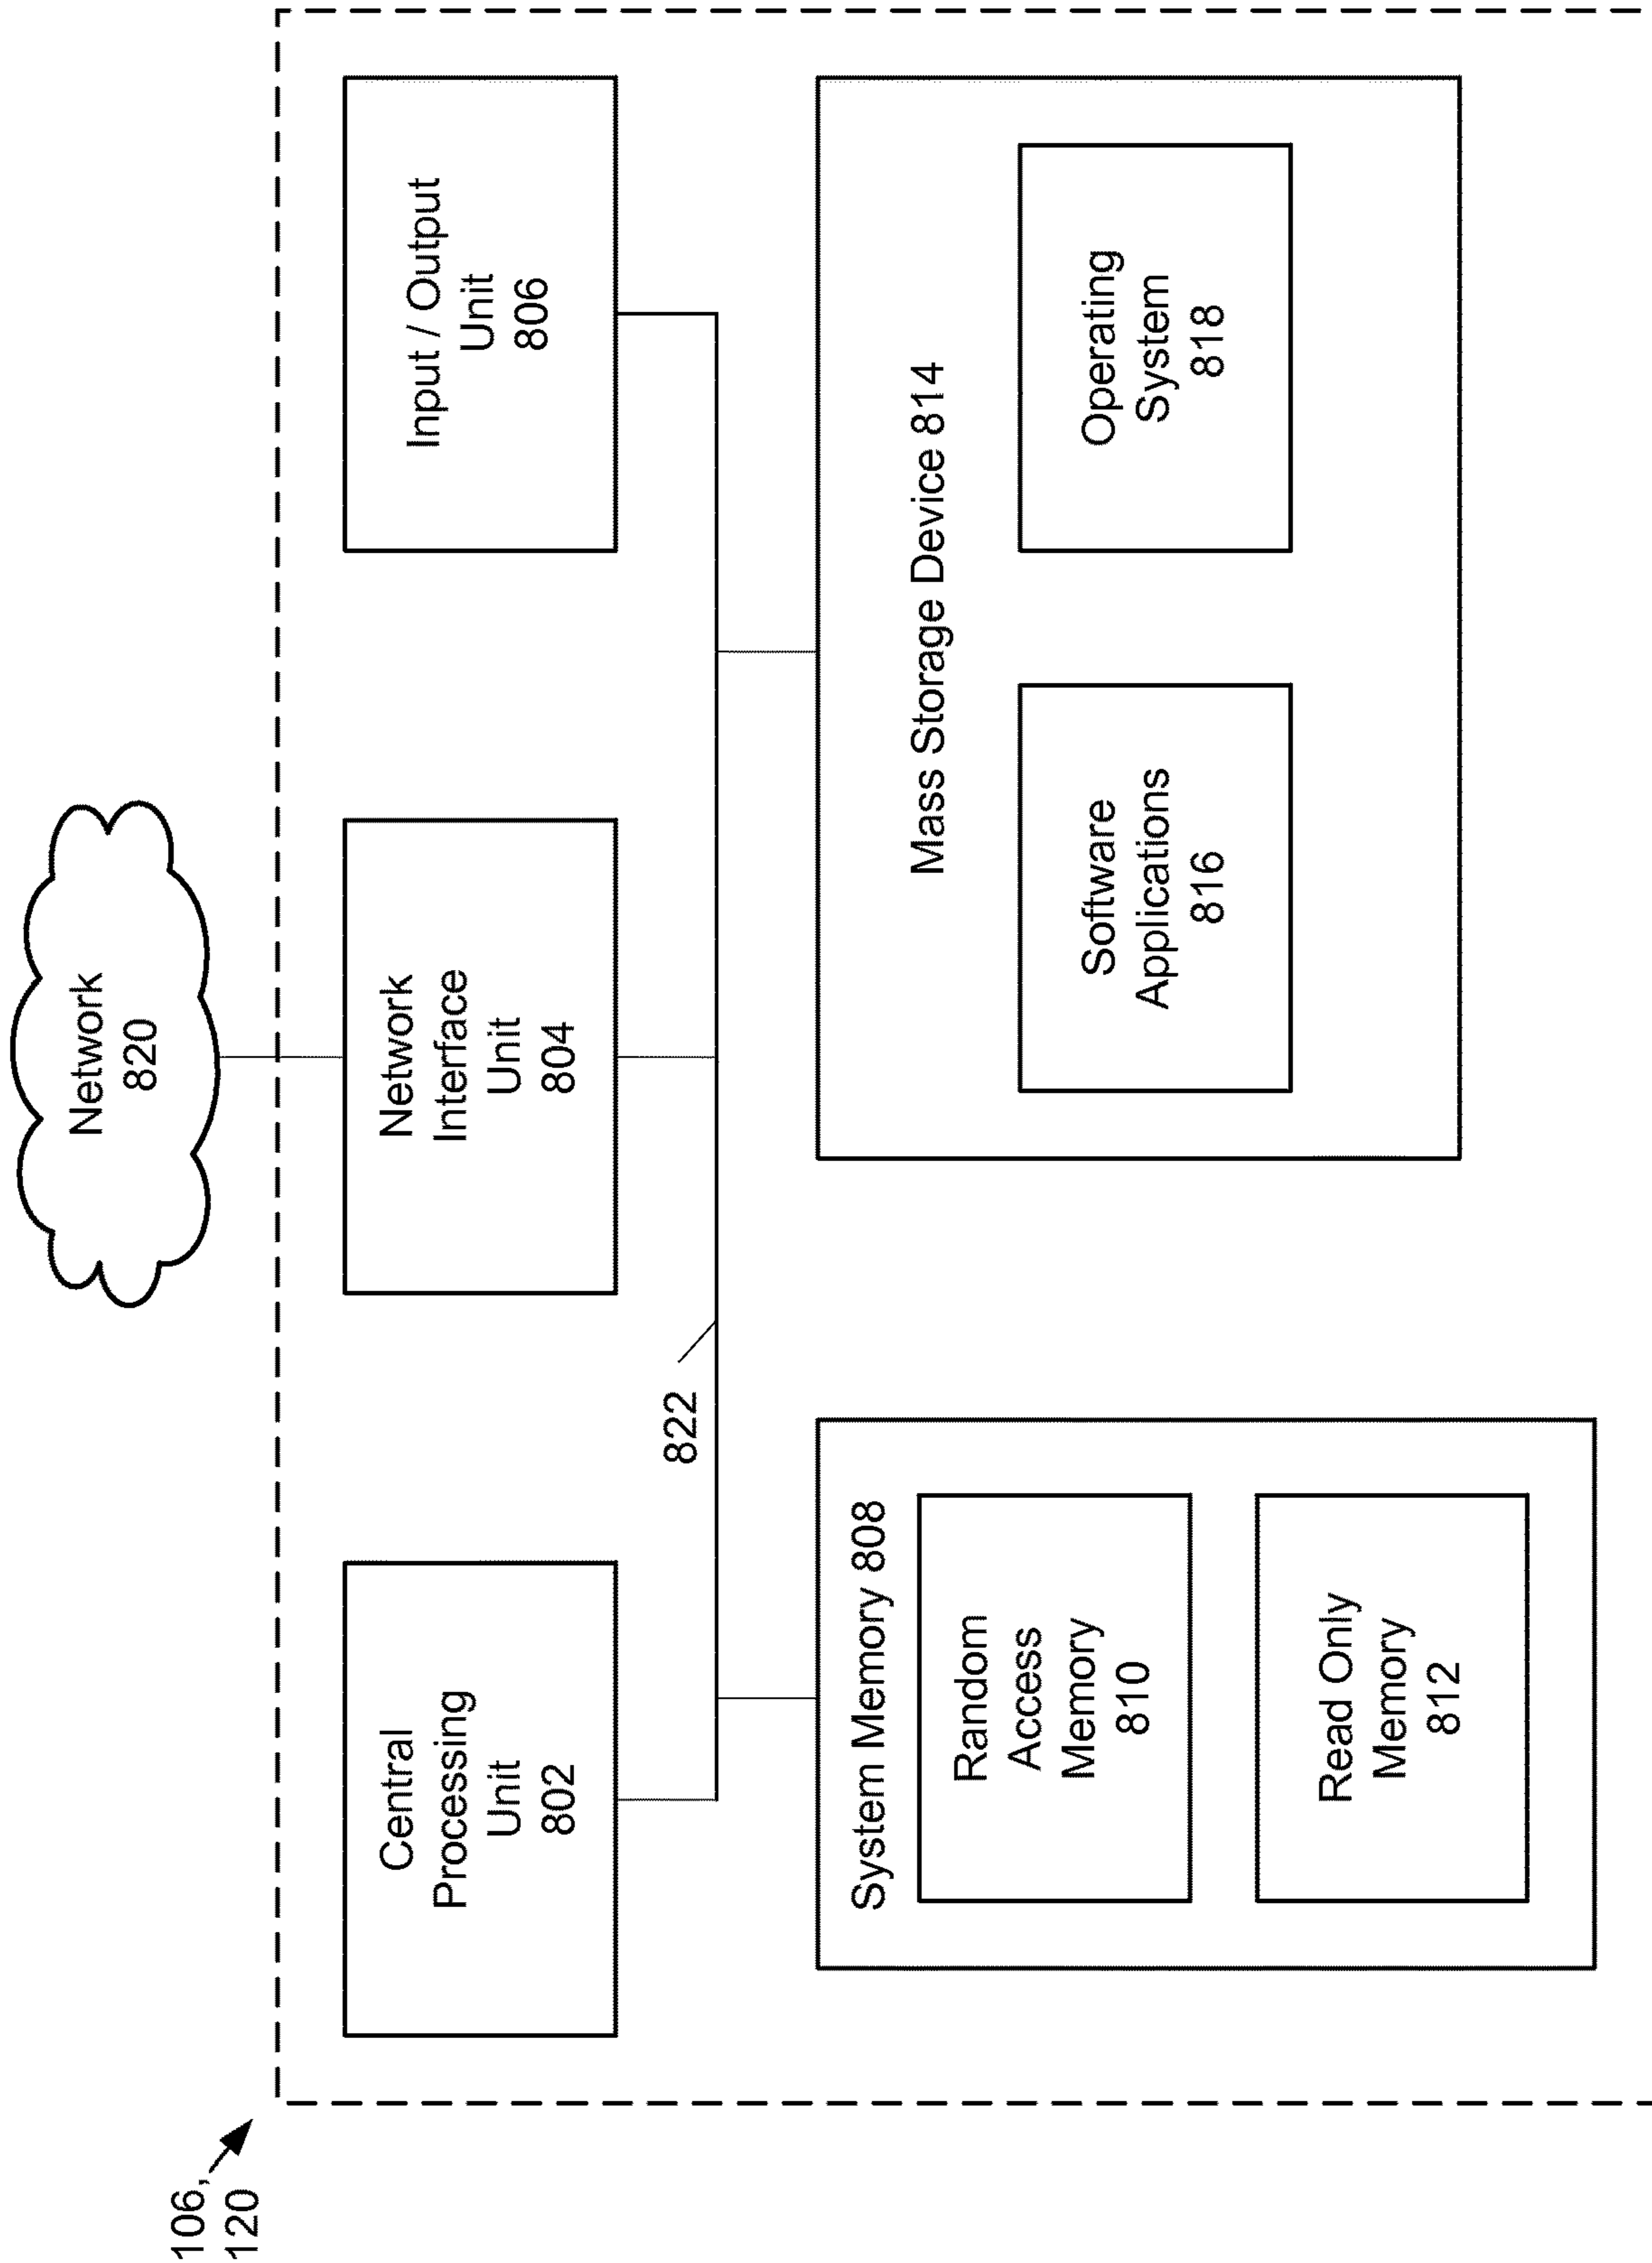 106,
120
Network
820
Central
Processing
Unit
802
Network
Interface
Unit
804
Input / Output
Unit
806
822
System Memory 808
Random
Access
Memory
810
Read Only
Memory
812
Mass Storage Device 814
Software
Applications
816
Operating
System
818